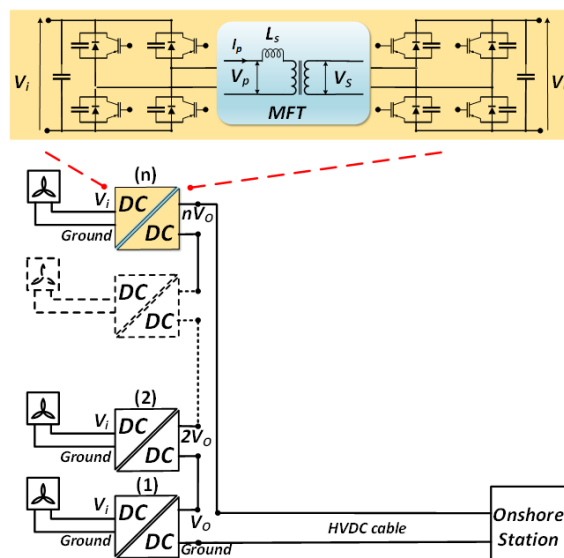 Ls
Ip
Vi
Vp
Vs
V
MFT
(n)
Vi
DC
DC
nVO
Ground
DC
DC
(2)
Vi
DC
DC
2VO
Ground
(1)
Vi
DC
DC
VO
Ground
Ground
HVDC cable
Onshore
Station